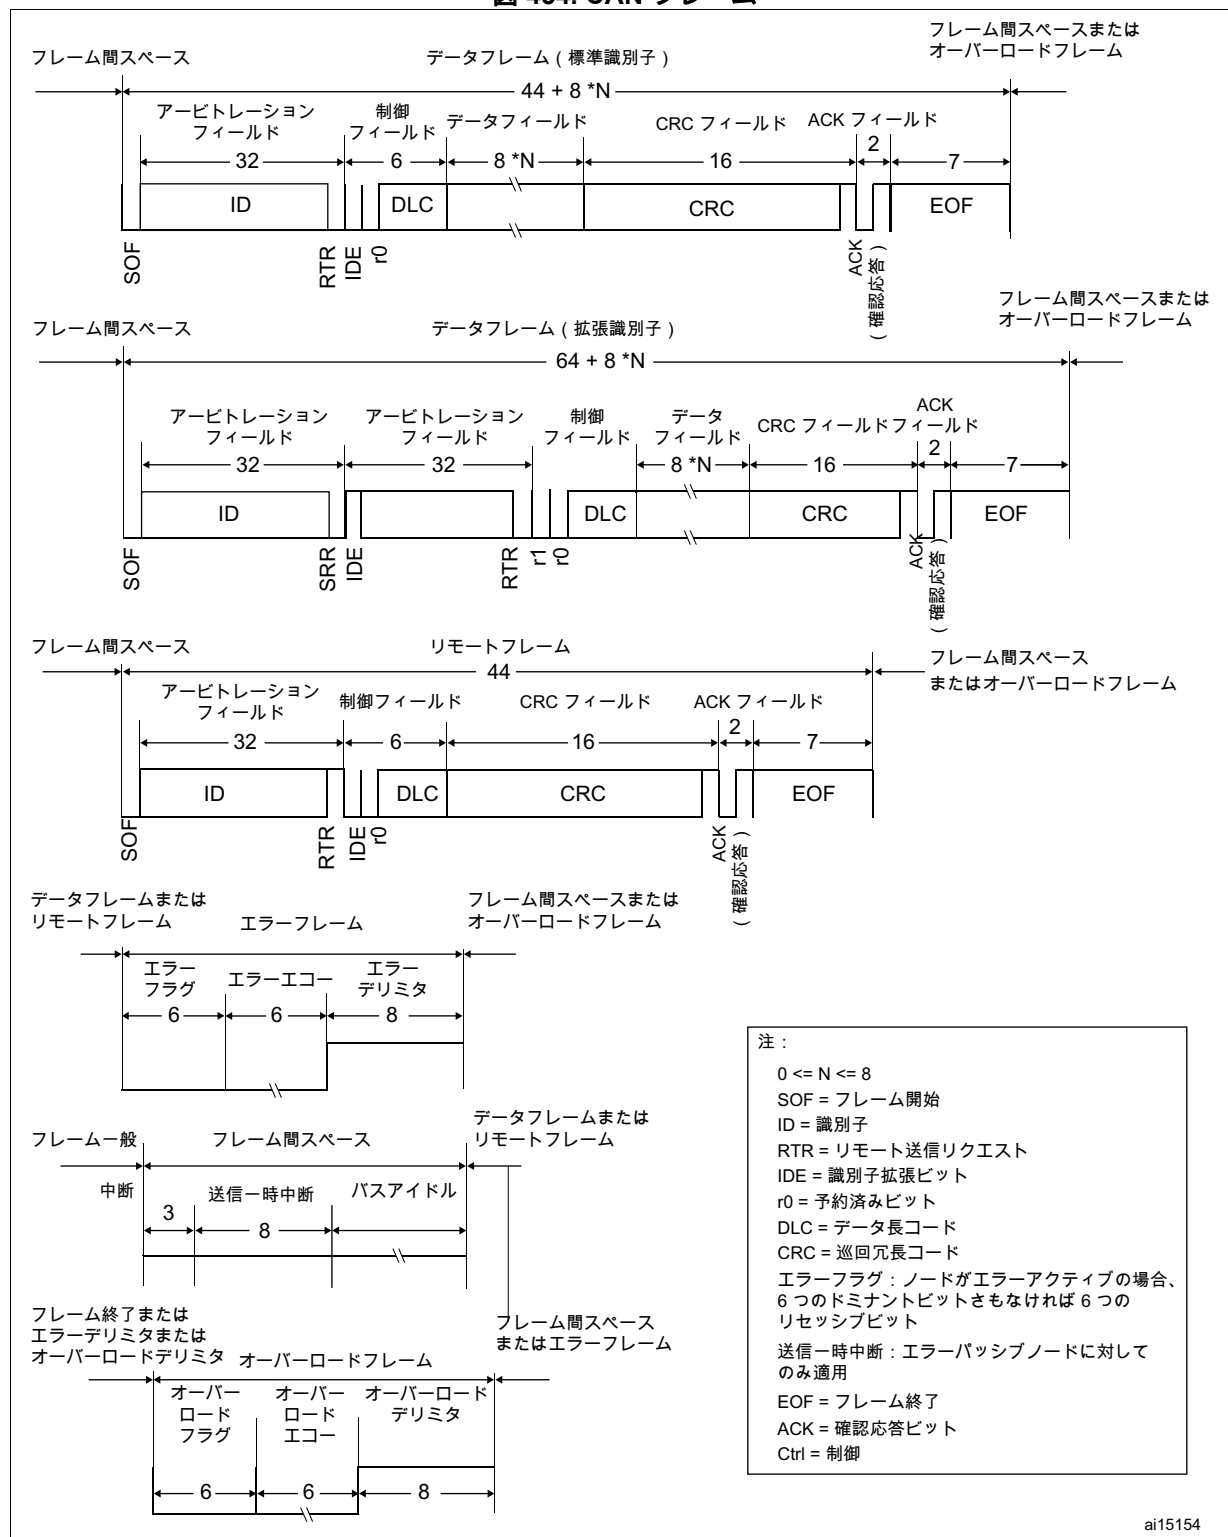 フレーム間スペース
データフレーム ( 標準識別子 )
フレーム間スペースまたは
オーバーロードフレーム
44 + 8 *N
アービトレーション
フィールド
制御
フィールド
データフィールド
CRC フィールド
ACK フィールド
32
6
8 *N
16
2
7
ID
DLC
CRC
EOF
SOF
RTR
IDE
r0
ACK
( 確認応答 )
フレーム間スペース
データフレーム ( 拡張識別子 )
フレーム間スペースまたは
オーバーロードフレーム
64 + 8 *N
アービトレーション
フィールド
アービトレーション
フィールド
制御
フィールド
データ
フィールド
CRC フィールド
ACK
フィールド
32
32
8 *N
16
2
7
ID
DLC
CRC
EOF
SOF
SRR
IDE
RTR
r1
r0
ACK
( 確認応答 )
フレーム間スペース
リモートフレーム
フレーム間スペース
またはオーバーロードフレーム
44
アービトレーション
フィールド
制御フィールド
CRC フィールド
ACK フィールド
32
6
16
2
7
ID
DLC
CRC
EOF
SOF
RTR
IDE
r0
ACK
( 確認応答 )
データフレームまたは
リモートフレーム
エラーフレーム
フレーム間スペースまたは
オーバーロードフレーム
エラー
フラグ
エラーエコー
エラー
デリミタ
6
6
8
フレーム一般
フレーム間スペース
データフレームまたは
リモートフレーム
中断
送信一時中断
バスアイドル
3
8
フレーム終了または
エラーデリミタまたは
オーバーロードデリミタ
オーバーロードフレーム
フレーム間スペース
またはエラーフレーム
オーバー
ロード
フラグ
オーバー
ロード
エコー
オーバーロード
デリミタ
6
6
8
注 :
0 <= N <= 8
SOF = フレーム開始
ID = 識別子
RTR = リモート送信リクエスト
IDE = 識別子拡張ビット
r0 = 予約済みビット
DLC = データ長コード
CRC = 巡回冗長コード
エラーフラグ : ノードがエラーアクティブの場合、
6 つのドミナントビットさもなければ 6 つの
リセッシブビット
送信一時中断 : エラーパッシブノードに対して
のみ適用
EOF = フレーム終了
ACK = 確認応答ビット
Ctrl = 制御
ai15154